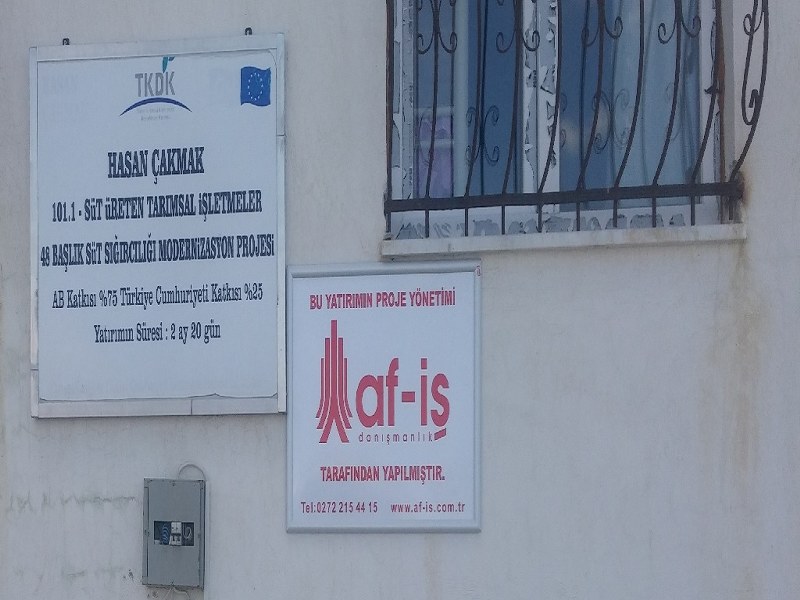 TKDK
HASAN ÇAKMAK
101.1 - SüT üRETEN TARIMSAL İŞLETMELER
48 BAŞLIK SüT SIĞIRCILIĞI MODERNİZASYON PROJESİ
AB Katkısı %75 Türkiye Cumhuriyeti Katkısı %25
Yatırımın Süresi : 2 ay 20 gün
BU YATIRIMIN PROJE YÖNETİMİ
af-iş
danışmanlık
TARAFINDAN YAPILMIŞTIR.
Tel:0272 215 44 15 www.af-is.com.tr